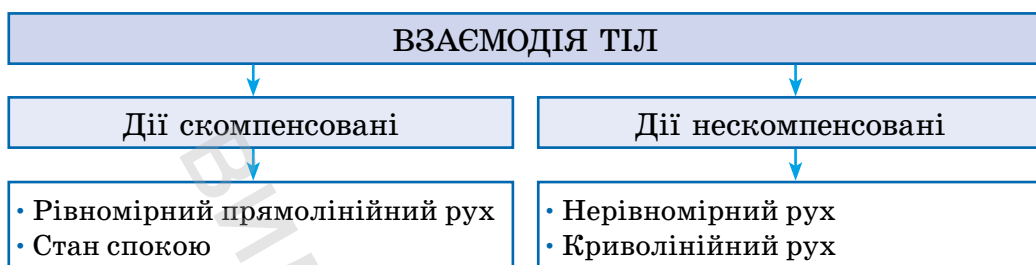 ВЗАЄМОДІЯ ТІЛ
Дії скомпенсовані
Дії нескомпенсовані
• Рівномірний прямолінійний рух
• Стан спокою
• Нерівномірний рух
• Криволінійний рух